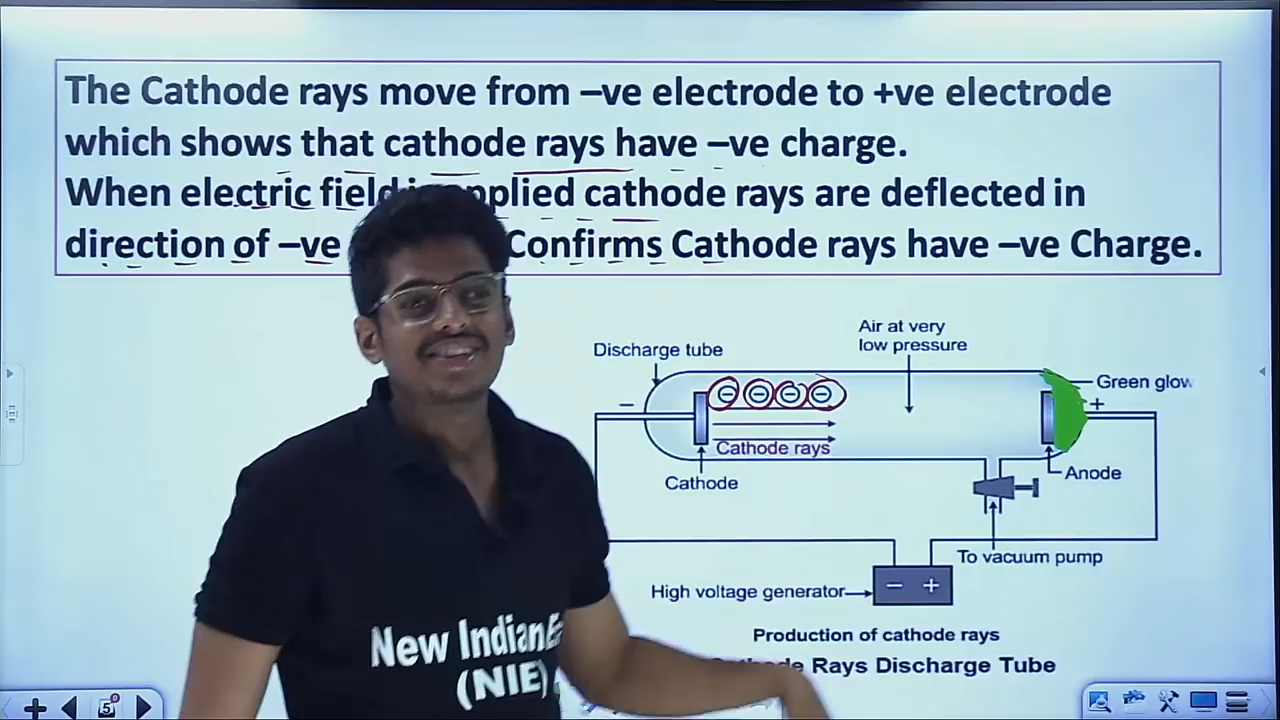 The Cathode rays move from –ve electrode to +ve electrode
which shows that cathode rays have –ve charge.
When electric field applied cathode rays are deflected in
direction of –ve Confirms Cathode rays have –ve Charge.
Air at very
low pressure
Discharge tube
Green glow
–
+
Cathode rays
Cathode
Anode
To vacuum pump
High voltage generator
– +
Production of cathode rays
Rays Discharge Tube
New Indian
(NIE)
5